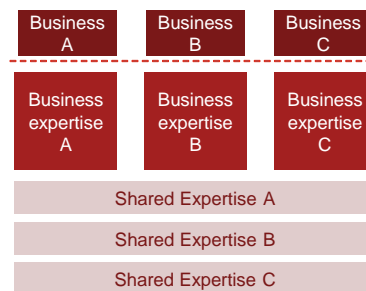 Business
A
Business
B
Business
C
Business
expertise
A
Business
expertise
B
Business
expertise
C
Shared Expertise A
Shared Expertise B
Shared Expertise C